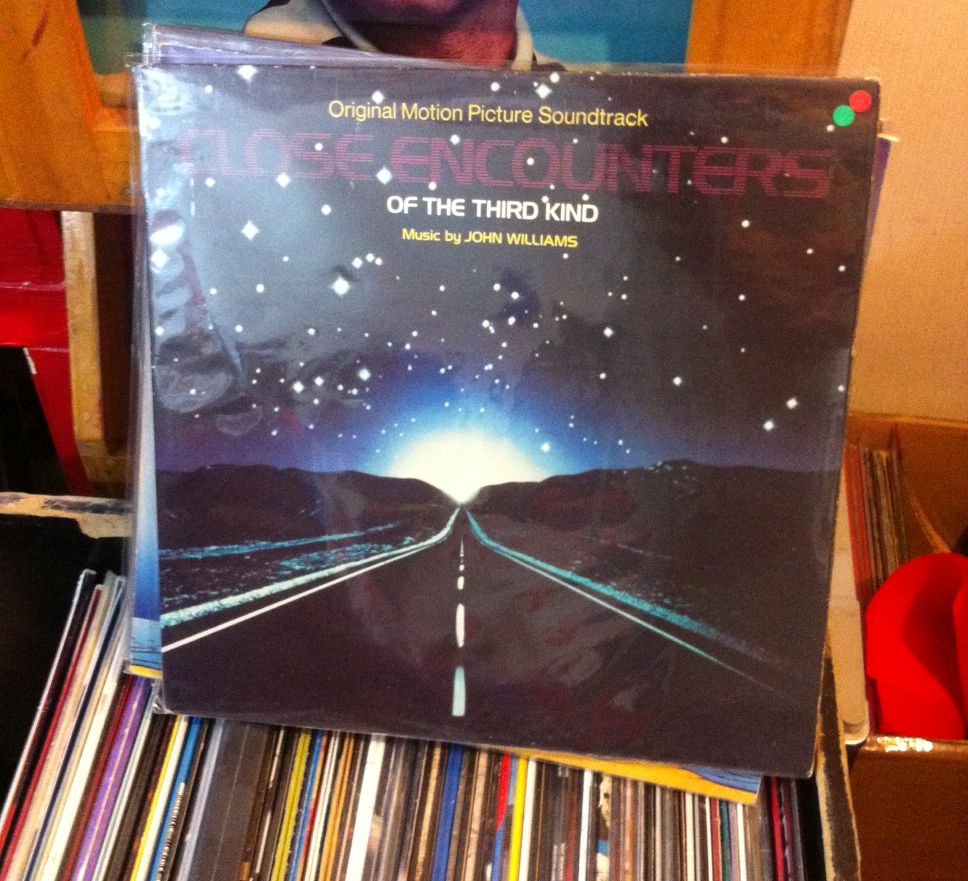 Original Motion Picture Soundtrack
CLOSE ENCOUNTERS
OF THE THIRD KIND
Music by JOHN WILLIAMS